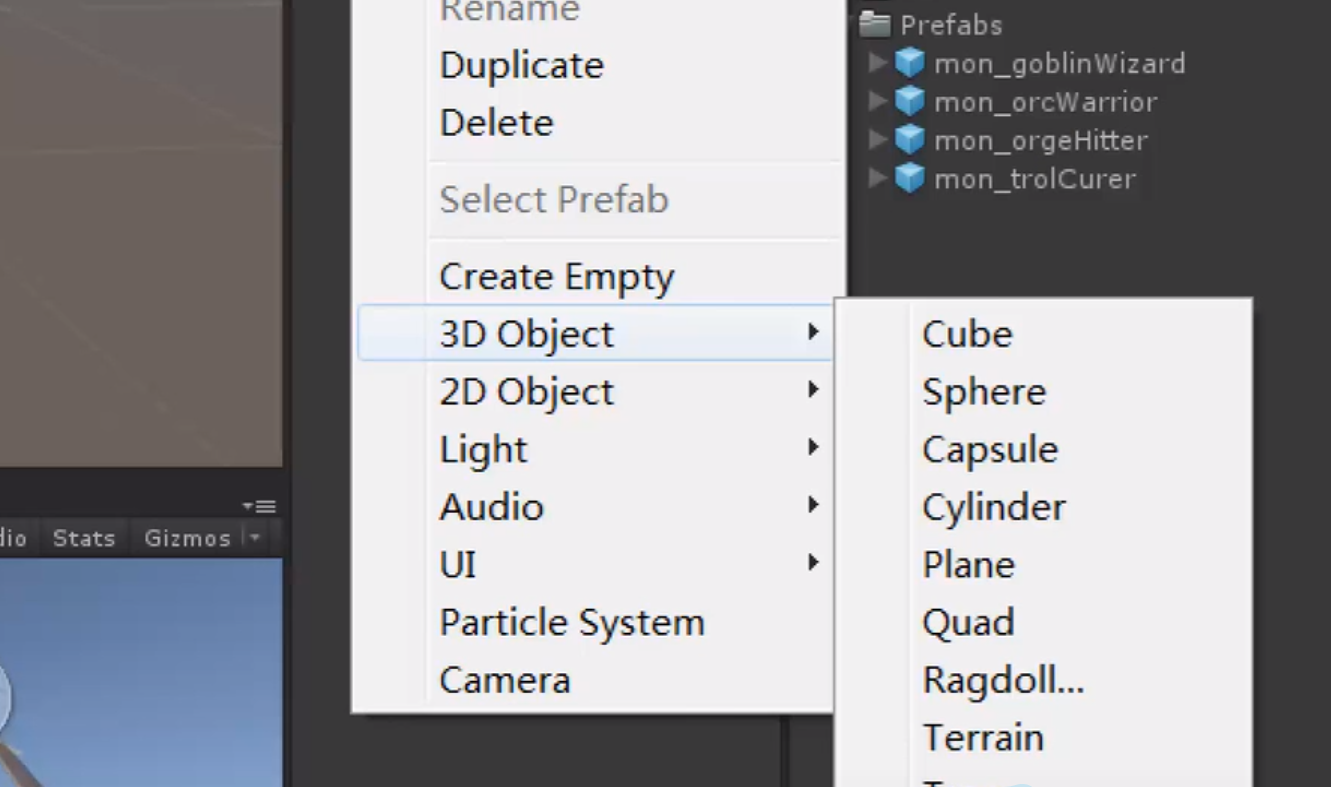 Rename
Duplicate
Delete
Select Prefab
Create Empty
3D Object
2D Object
Light
Audio
UI
Particle System
Camera
Prefabs
mon_goblinWizard
mon_orcWarrior
mon_orgeHitter
mon_trolCurer
Cube
Sphere
Capsule
Cylinder
Plane
Quad
Ragdoll...
Terrain
dio Stats Gizmos